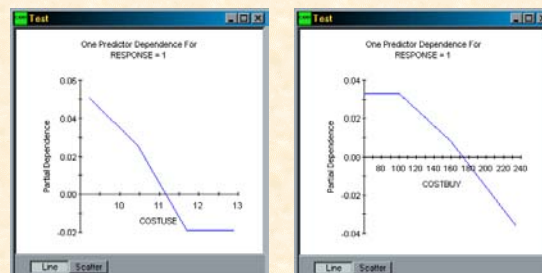 Test
One Predictor Dependence For
RESPONSE = 1
Partial Dependence
0.06
0.04
0.02
0.00
-0.02
10 11 12 13
COSTUSE
Line Scatter
Test
One Predictor Dependence For
RESPONSE = 1
Partial Dependence
0.04
0.02
0.00
-0.02
-0.04
80 100 120 140 160 180 200 220 240
COSTBUY
Line Scatter